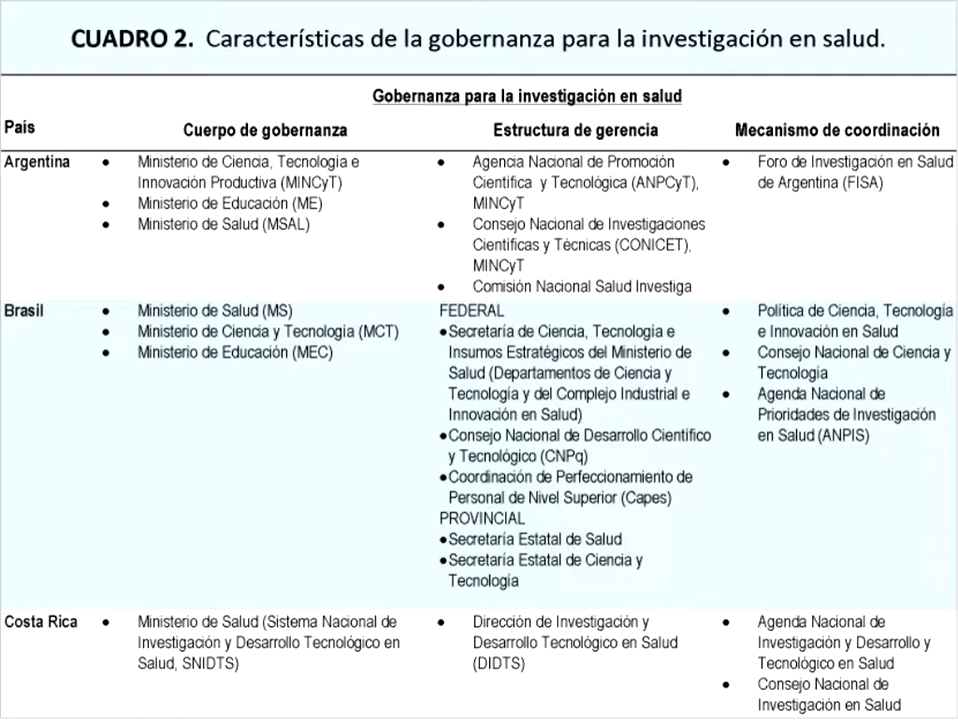 CUADRO 2. Características de la gobernanza para la investigación en salud.
Gobernanza para la investigación en salud
País
Cuerpo de gobernanza
Estructura de gerencia
Mecanismo de coordinación
Argentina
• Ministerio de Ciencia, Tecnología e
Innovación Productiva (MINCyT)
• Ministerio de Educación (ME)
• Ministerio de Salud (MSAL)
• Agencia Nacional de Promoción
Científica y Tecnológica (ANPCyT),
MINCyT
• Consejo Nacional de Investigaciones
Científicas y Técnicas (CONICET),
MINCyT
• Comisión Nacional Salud Investiga
• Foro de Investigación en Salud
de Argentina (FISA)
Brasil
• Ministerio de Salud (MS)
• Ministerio de Ciencia y Tecnología (MCT)
• Ministerio de Educación (MEC)
FEDERAL
• Secretaría de Ciencia, Tecnología e
Insumos Estratégicos del Ministerio de
Salud (Departamentos de Ciencia y
Tecnología y del Complejo Industrial e
Innovación en Salud)
• Consejo Nacional de Desarrollo Científico
y Tecnológico (CNPq)
• Coordinación de Perfeccionamiento de
Personal de Nivel Superior (Capes)
PROVINCIAL
• Secretaría Estatal de Salud
• Secretaría Estatal de Ciencia y
Tecnología
• Política de Ciencia, Tecnología
e Innovación en Salud
• Consejo Nacional de Ciencia y
Tecnología
• Agenda Nacional de
Prioridades de Investigación
en Salud (ANPIS)
Costa Rica
• Ministerio de Salud (Sistema Nacional de
Investigación y Desarrollo Tecnológico en
Salud, SNIDTS)
• Dirección de Investigación y
Desarrollo Tecnológico en Salud
(DIDTS)
• Agenda Nacional de
Investigación y Desarrollo y
Tecnológico en Salud
• Consejo Nacional de
Investigación en Salud